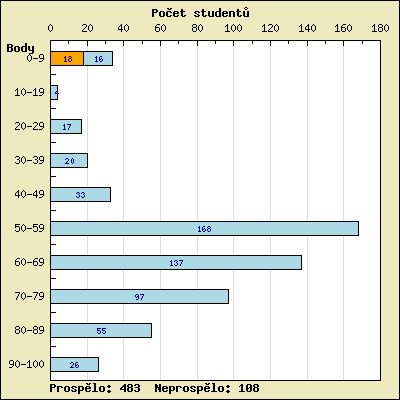 Počet studentů
0 20 40 60 80 100 120 140 160 180
Body
0-9 18 16
10-19 4
20-29 17
30-39 20
40-49 33
50-59 168
60-69 137
70-79 97
80-89 55
90-100 26
Prospělo: 483 Neprospělo: 108